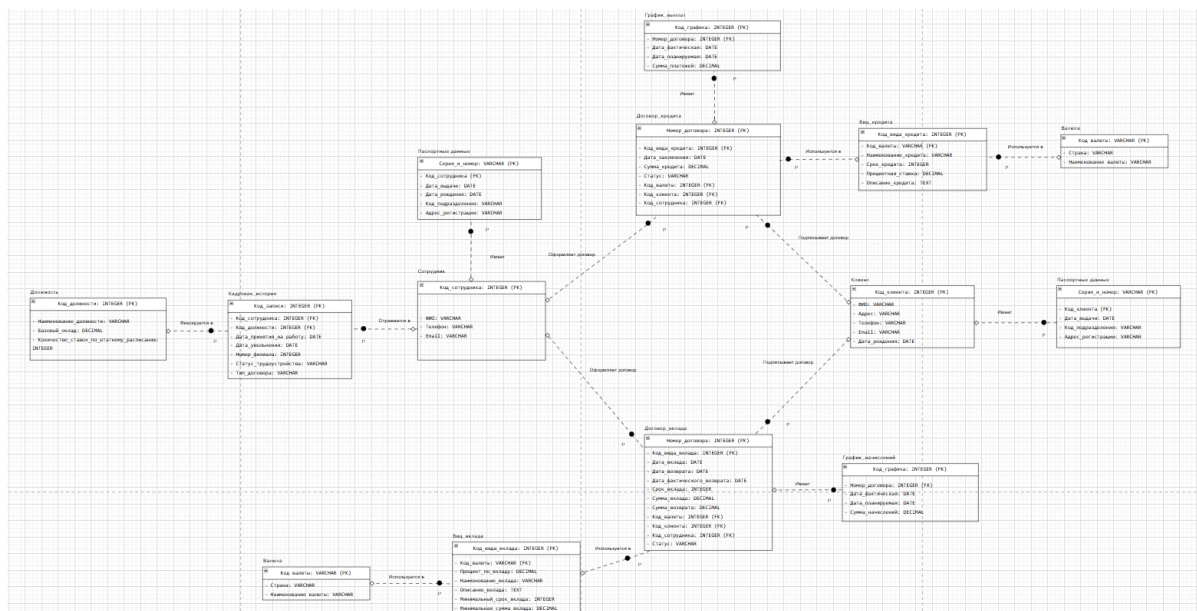 График_выплат
Код_графика: INTEGER (PK)
- Номер_договора: INTEGER (FK)
- Дата_фактическая: DATE
- Дата_планируемая: DATE
- Сумма_платежей: DECIMAL
P
Имеет
Договор_кредита
Номер_договора: INTEGER (PK)
- Код_вида_кредита: INTEGER (FK)
- Дата_заключения: DATE
- Сумма_кредита: DECIMAL
- Статус: VARCHAR
- Код_валюты: INTEGER (FK)
- Код_клиента: INTEGER (FK)
- Код_сотрудника: INTEGER (FK)
Используется в
P
Вид_кредита
Код_вида_кредита: INTEGER (PK)
- Код_валюты: VARCHAR (FK)
- Наименование_кредита: VARCHAR
- Срок_кредита: INTEGER
- Процентная_ставка: DECIMAL
- Описание_кредита: TEXT
Используется в
P
Валюта
Код_валюты: VARCHAR (PK)
- Страна: VARCHAR
- Наименование_валюты: VARCHAR
Паспортные данные
Серия_и_номер: VARCHAR (PK)
- Код_сотрудника (FK)
- Дата_выдачи: DATE
- Дата_рождения: DATE
- Код_подразделения: VARCHAR
- Адрес_регистрации: VARCHAR
P
Имеет
Оформляет договор
P
P
Подписывает договор
Сотрудник
Код_сотрудника: INTEGER (PK)
- ФИО: VARCHAR
- Телефон: VARCHAR
- Email: VARCHAR
Должность
Код_должности: INTEGER (PK)
- Наименование_должности: VARCHAR
- Базовый_оклад: DECIMAL
- Количество_ставок_по_штатному_расписанию:
INTEGER
Фиксируется в
P
Кадровая_история
Код_записи: INTEGER (PK)
- Код_сотрудника: INTEGER (FK)
- Код_должности: INTEGER (FK)
- Дата_принятия_на_работу: DATE
- Дата_увольнения: DATE
- Номер_филиала: INTEGER
- Статус_трудоустройства: VARCHAR
- Тип_договора: VARCHAR
Отражается в
P
Клиент
Код_клиента: INTEGER (PK)
- ФИО: VARCHAR
- Адрес: VARCHAR
- Телефон: VARCHAR
- Email: VARCHAR
- Дата_рождения: DATE
Имеет
P
Паспортные данные
Серия_и_номер: VARCHAR (PK)
- Код_клиента (FK)
- Дата_выдачи: DATE
- Код_подразделения: VARCHAR
- Адрес_регистрации: VARCHAR
Оформляет договор
P
Подписывает договор
P
Договор_вклада
Номер_договора: INTEGER (PK)
- Код_вида_вклада: INTEGER (FK)
- Дата_вклада: DATE
- Дата_возврата: DATE
- Дата_фактического_возврата: DATE
- Срок_вклада: INTEGER
- Сумма_вклада: DECIMAL
- Сумма_возврата: DECIMAL
- Код_валюты: INTEGER (FK)
- Код_клиента: INTEGER (FK)
- Код_сотрудника: INTEGER (FK)
- Статус: VARCHAR
Имеет
P
График_начислений
Код_графика: INTEGER (PK)
- Номер_договора: INTEGER (FK)
- Дата_фактическая: DATE
- Дата_планируемая: DATE
- Сумма_начислений: DECIMAL
Используется в
P
Вид_вклада
Код_вида_вклада: INTEGER (PK)
- Код_валюты: VARCHAR (FK)
- Процент_по_вкладу: DECIMAL
- Наименование_вклада: VARCHAR
- Описание_вклада: TEXT
- Минимальный_срок_вклада: INTEGER
- Минимальная_сумма_вклада: DECIMAL
Используется в
P
Валюта
Код_валюты: VARCHAR (PK)
- Страна: VARCHAR
- Наименование_валюты: VARCHAR